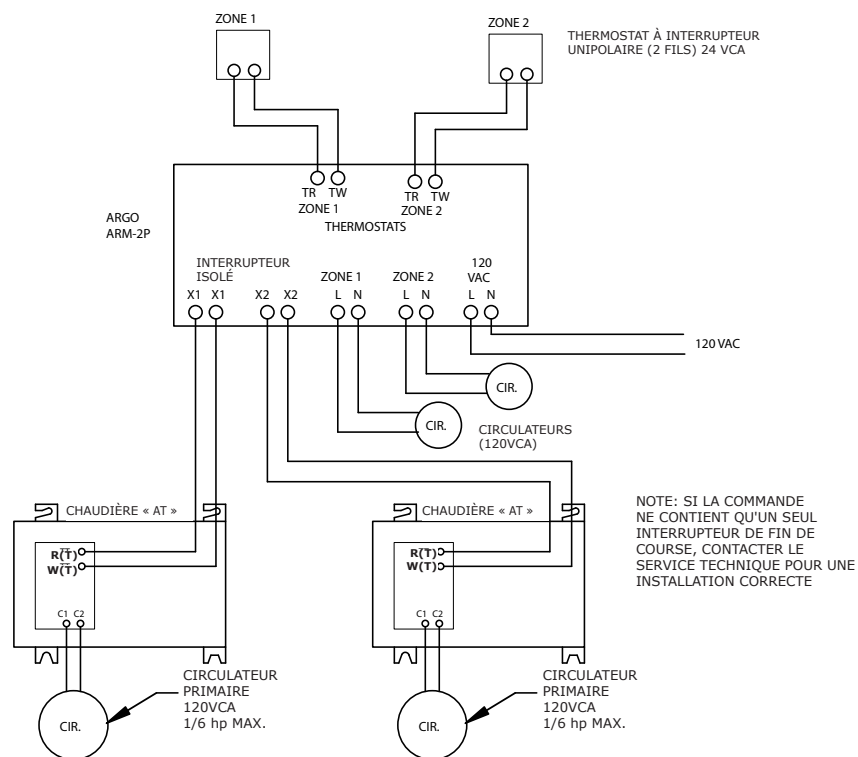 ZONE 1
ZONE 2
THERMOSTAT À INTERRUPTEUR
UNIPOLAIRE (2 FILS) 24 VCA
ARGO
ARM-2P
TR TW
ZONE 1
TR TW
ZONE 2
THERMOSTATS
INTERRUPTEUR
ISOLÉ
X1 X1
X2 X2
ZONE 1
L N
ZONE 2
L N
120
VAC
L N
120 VAC
CIR.
CIR.
CIRCULATEURS
(120VCA)
CHAUDIÈRE « AT »
R(T)
W(T)
C1 C2
CIR.
CIRCULATEUR
PRIMAIRE
120VCA
1/6 hp MAX.
CHAUDIÈRE « AT »
R(T)
W(T)
C1 C2
CIR.
CIRCULATEUR
PRIMAIRE
120VCA
1/6 hp MAX.
NOTE: SI LA COMMANDE
NE CONTIENT QU'UN SEUL
INTERRUPTEUR DE FIN DE
COURSE, CONTACTER LE
SERVICE TECHNIQUE POUR UNE
INSTALLATION CORRECTE